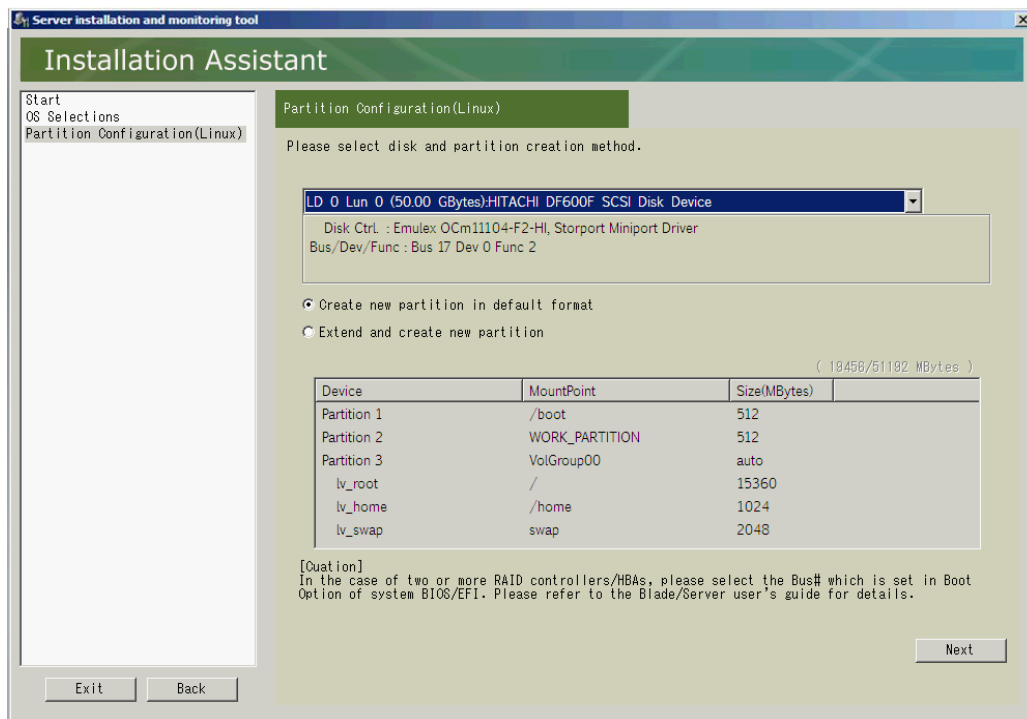 Server installation and monitoring tool
Installation Assistant
Start
OS Selections
Partition Configuration(Linux)
Partition Configuration(Linux)
Please select disk and partition creation method.
LD 0 Lun 0 (50.00 GBytes):HITACHI DF600F SCSI Disk Device
Disk Ctrl. : Emulex OCm11104-F2-HI, Storport Miniport Driver
Bus/Dev/Func : Bus 17 Dev 0 Func 2
Create new partition in default format
Extend and create new partition
( 19456/51192 MBytes )
Device MountPoint Size(MBytes)
Partition 1 /boot 512
Partition 2 WORK_PARTITION 512
Partition 3 VolGroup00 auto
lv_root / 15360
lv_home /home 1024
lv_swap swap 2048
[Cuation]
In the case of two or more RAID controllers/HBAs, please select the Bus# which is set in Boot
Option of system BIOS/EFI. Please refer to the Blade/Server user's guide for details.
Next
Exit Back